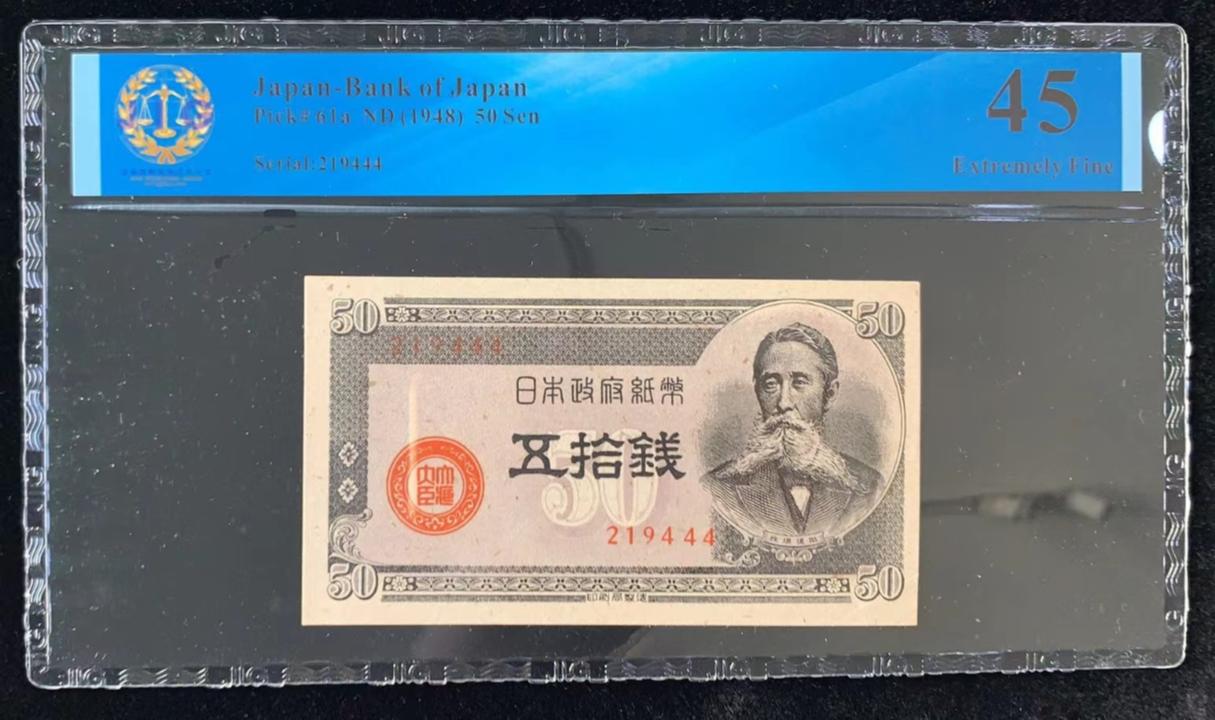 Japan-Bank of Japan
Pick# 61a ND (1948) 50 Sen
Serial:219444
45
Extremely Fine
50
50
219444
日本政府紙幣
五拾銭
50
219444
50
50